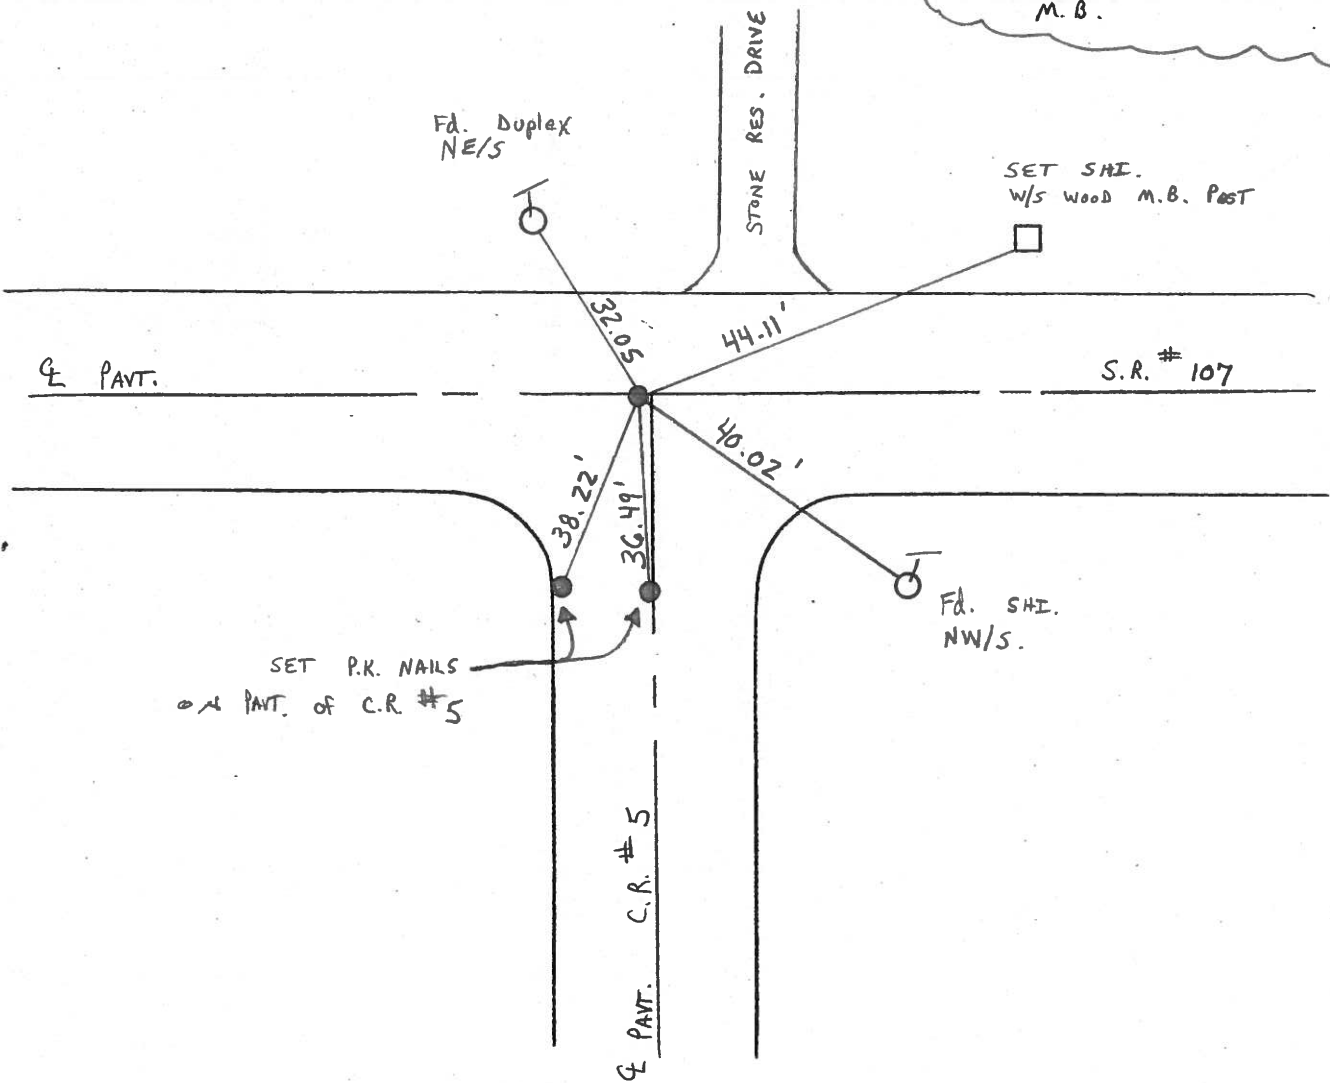 M.B.
STONE RES. DRIVE
Fd. Duplex
NE/S
SET SHI.
W/S WOOD M.B. POST
32.05
44.11'
℄ PAVT.
S.R. # 107
40.02'
38.22'
36.49'
Fd. SHI.
NW/S.
SET P.K. NAILS
ON PAVT. of C.R. #5
℄ PAVT. C.R. #5